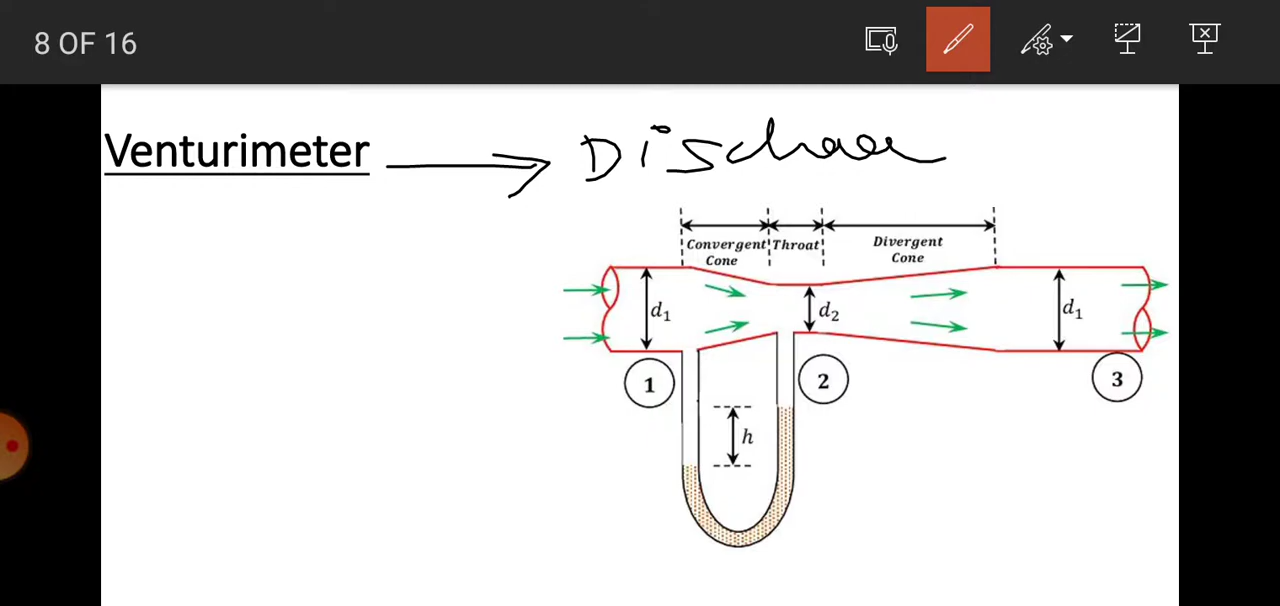 8 OF 16
Venturimeter
Convergent Throat Divergent
Cone Cone
d₁ d₂ d₁
1 2 3
h